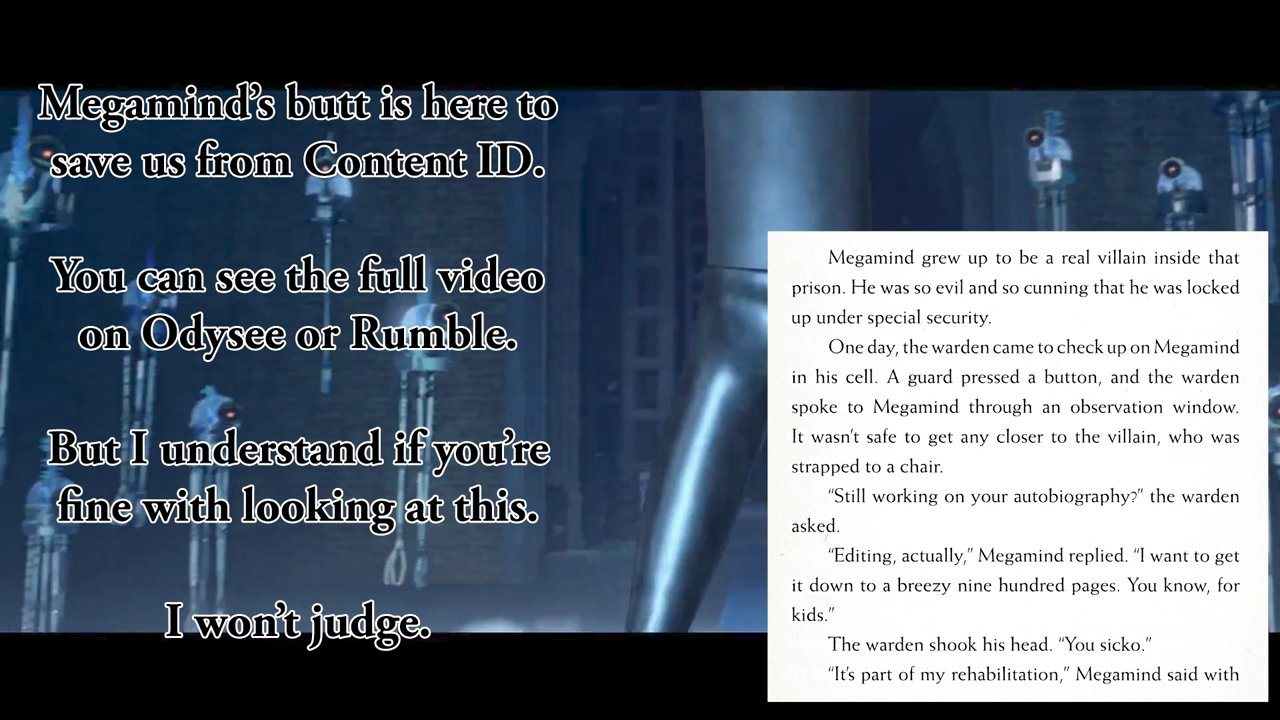 Megamind's butt is here to
save us from Content ID.
You can see the full video
on Odysee or Rumble.
But I understand if you're
fine with looking at this.
I won't judge.
Megamind grew up to be a real villain inside that
prison. He was so evil and so cunning that he was locked
up under special security.
One day, the warden came to check up on Megamind
in his cell. A guard pressed a button, and the warden
spoke to Megamind through an observation window.
It wasn't safe to get any closer to the villain, who was
strapped to a chair.
“Still working on your autobiography?” the warden
asked.
“Editing, actually,” Megamind replied. “I want to get
it down to a breezy nine hundred pages. You know, for
kids.”
The warden shook his head. “You sicko.”
“It's part of my rehabilitation,” Megamind said with